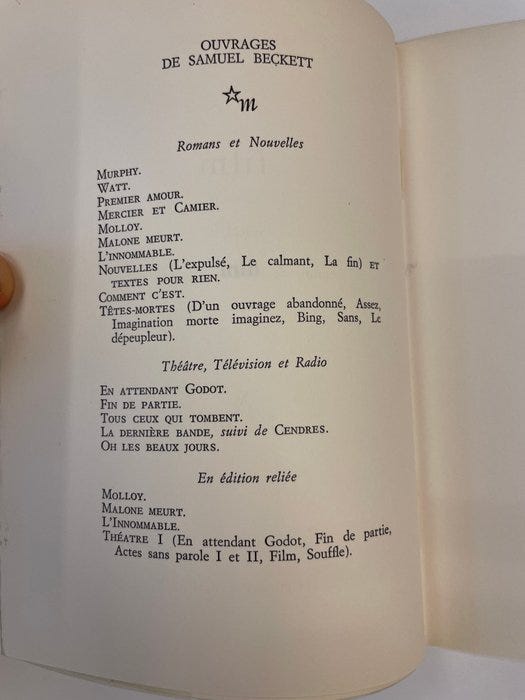 OUVRAGES
DE SAMUEL BECKETT
m
Romans et Nouvelles
MURPHY.
WATT.
PREMIER AMOUR.
MERCIER ET CAMIER.
MOLLOY.
MALONE MEURT.
L'INNOMMABLE.
NOUVELLES (L'expulsé, Le calmant, La fin) ET
TEXTES POUR RIEN.
COMMENT C'EST.
TÊTES-MORTES (D'un ouvrage abandonné, Assez,
Imagination morte imaginez, Bing, Sans, Le
dépeupleur).
Théâtre, Télévision et Radio
EN ATTENDANT GODOT.
FIN DE PARTIE.
TOUS CEUX QUI TOMBENT.
LA DERNIÈRE BANDE, suivi de CENDRES.
OH LES BEAUX JOURS.
En édition reliée
MOLLOY.
MALONE MEURT.
L'INNOMMABLE.
THÉATRE I (En attendant Godot, Fin de partie,
Actes sans parole I et II, Film, Souffle).